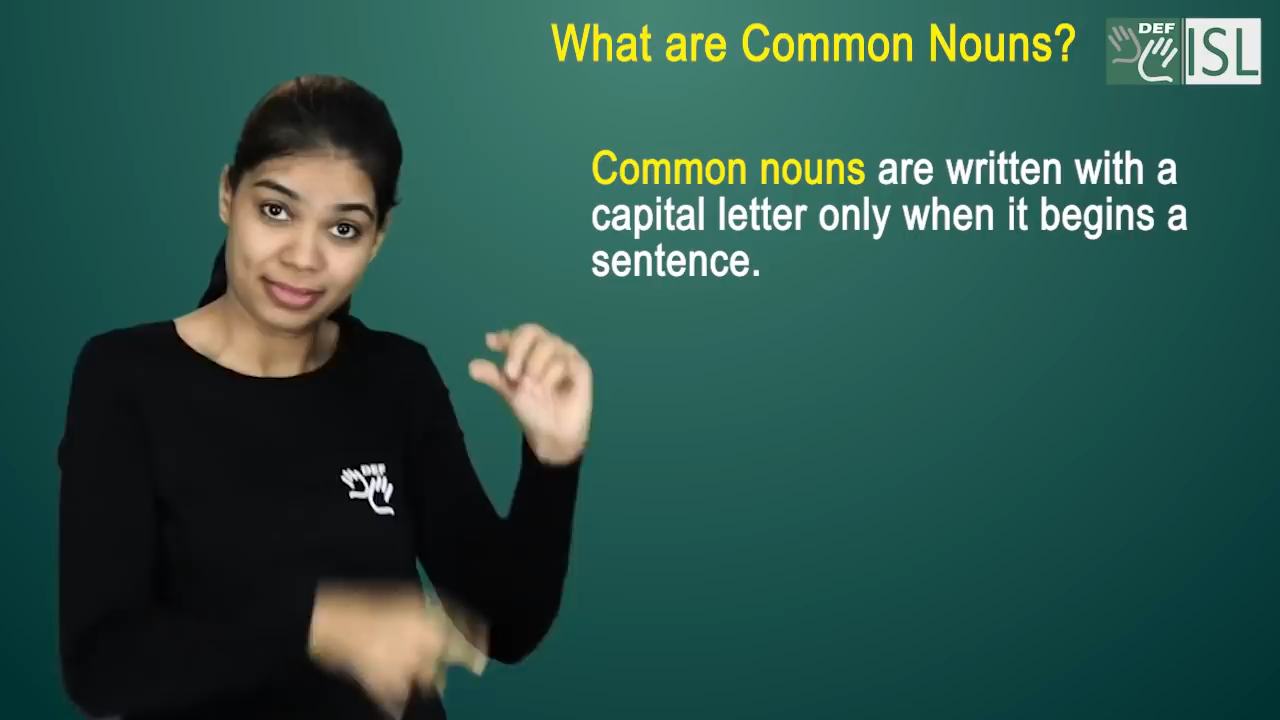 What are Common Nouns?
DEF
ISL
Common nouns are written with a
capital letter only when it begins a
sentence.
DEF